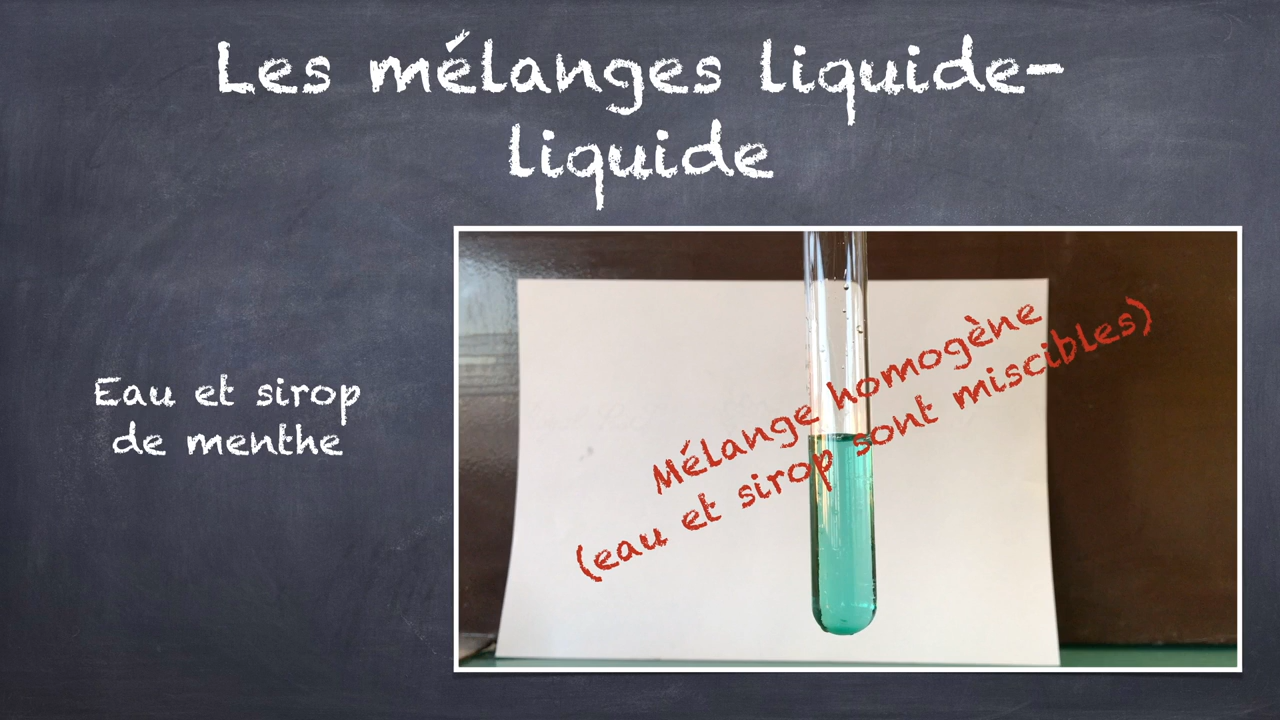 Les mélanges liquide-
liquide
Eau et sirop
de menthe
Mélange homogène
(eau et sirop sont miscibles)